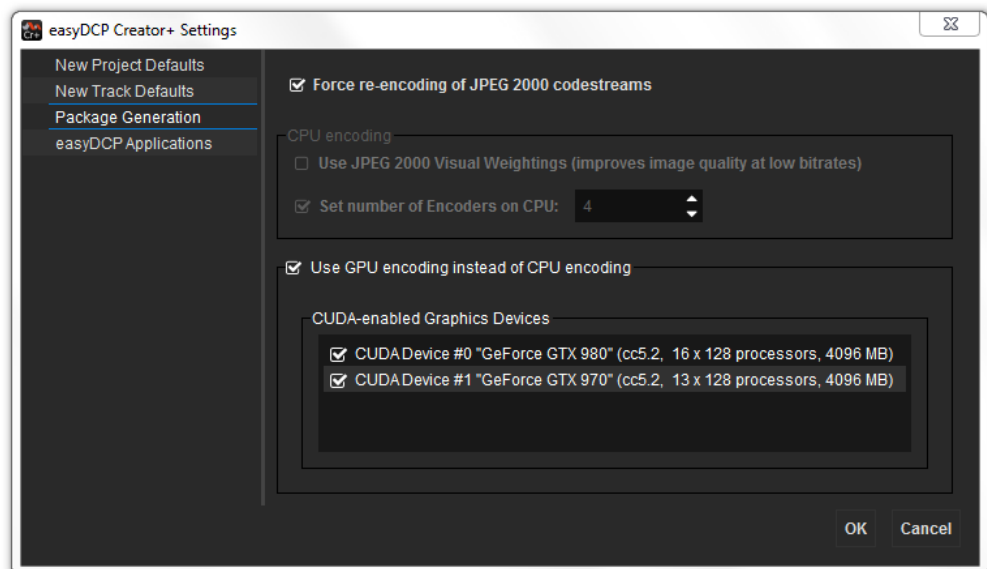 easyDCP Creator+ Settings
New Project Defaults
New Track Defaults
Package Generation
easyDCP Applications
Force re-encoding of JPEG 2000 codestreams
CPU encoding
Use JPEG 2000 Visual Weightings (improves image quality at low bitrates)
Set number of Encoders on CPU: 4
Use GPU encoding instead of CPU encoding
CUDA-enabled Graphics Devices
CUDA Device #0 "GeForce GTX 980" (cc5.2, 16 x 128 processors, 4096 MB)
CUDA Device #1 "GeForce GTX 970" (cc5.2, 13 x 128 processors, 4096 MB)
OK Cancel